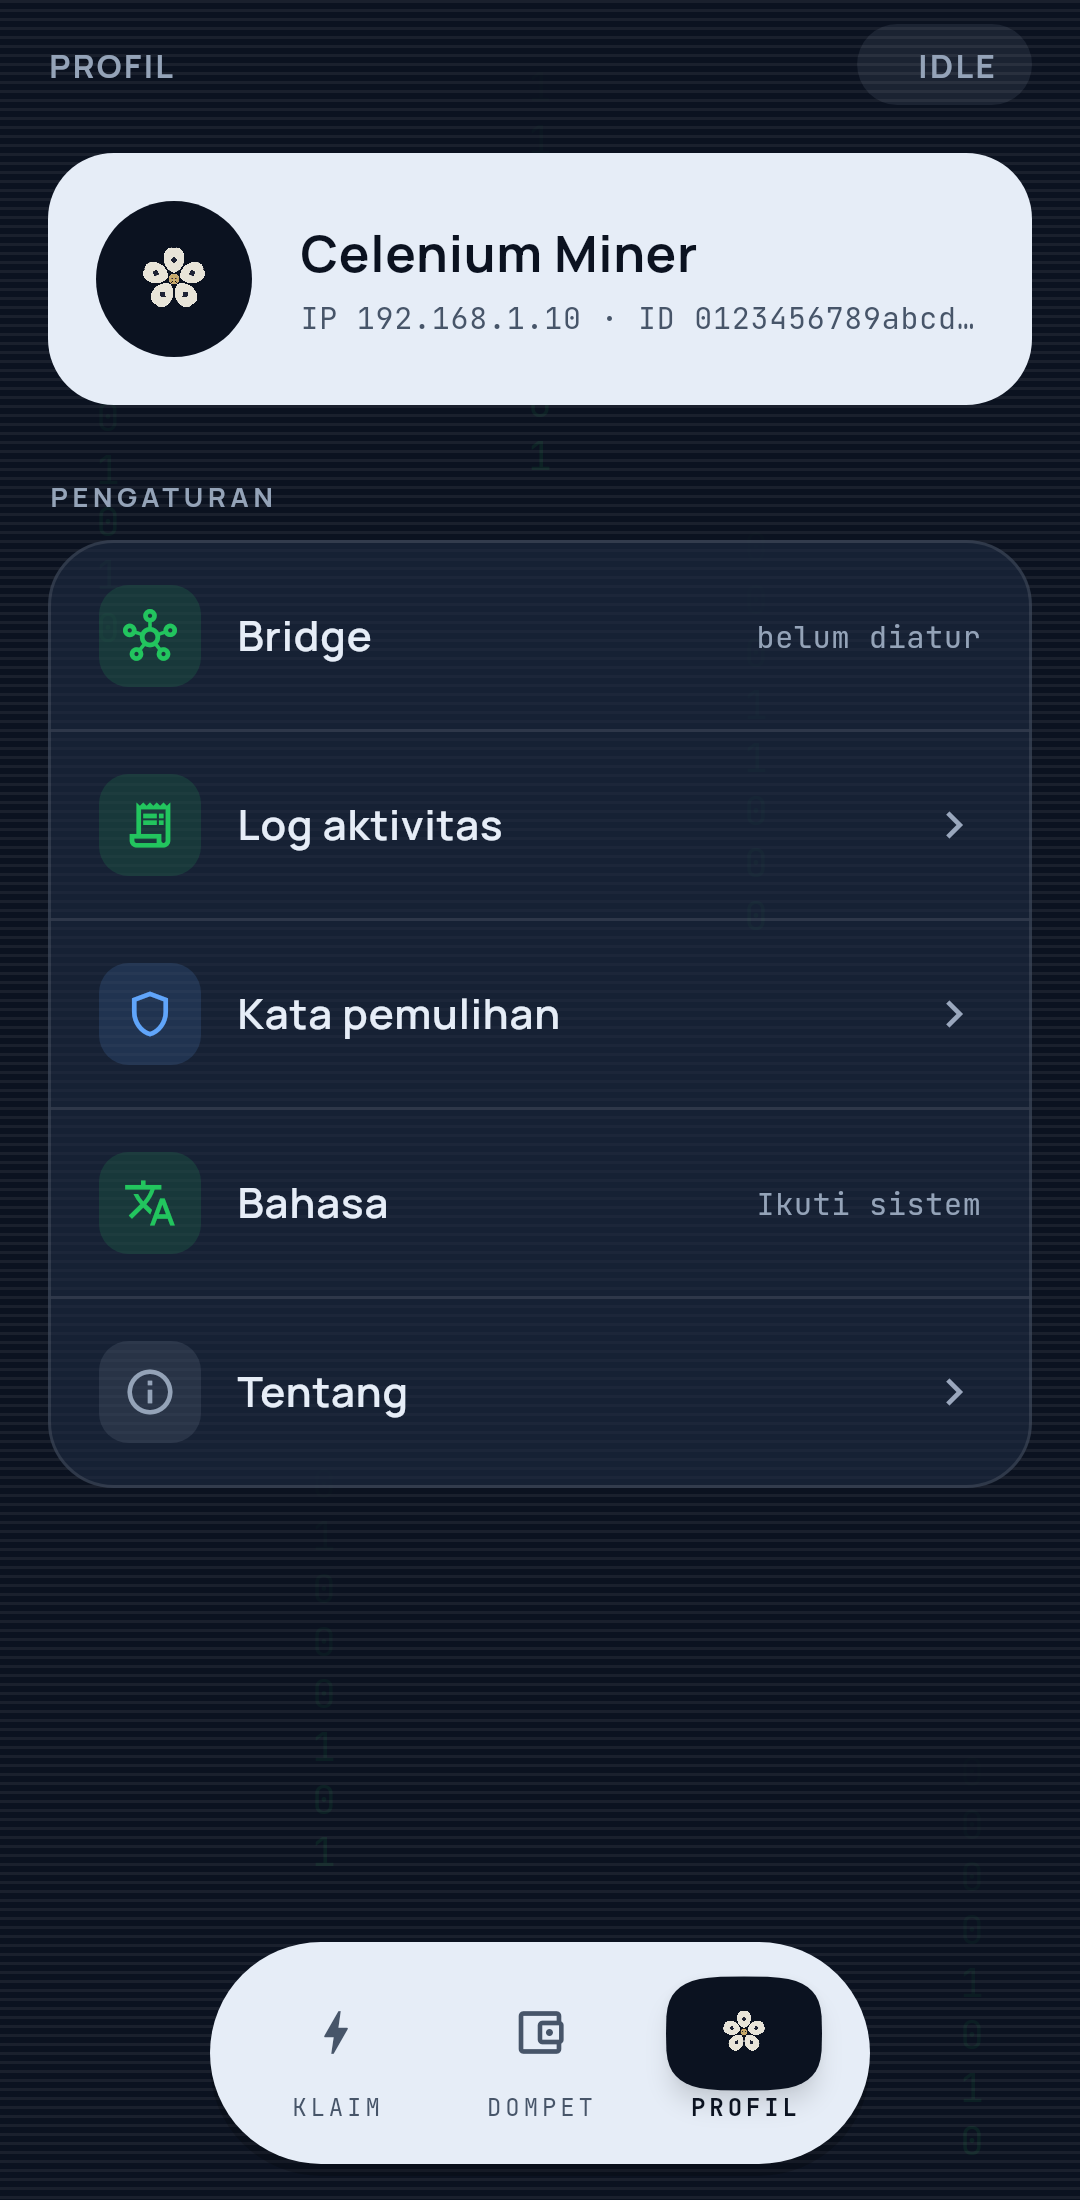 PROFIL
IDLE
Celenium Miner
IP 192.168.1.10 · ID 0123456789abcd…
PENGATURAN
Bridge
belum diatur
Log aktivitas
Kata pemulihan
Bahasa
Ikuti sistem
Tentang
KLAIM
DOMPET
PROFIL